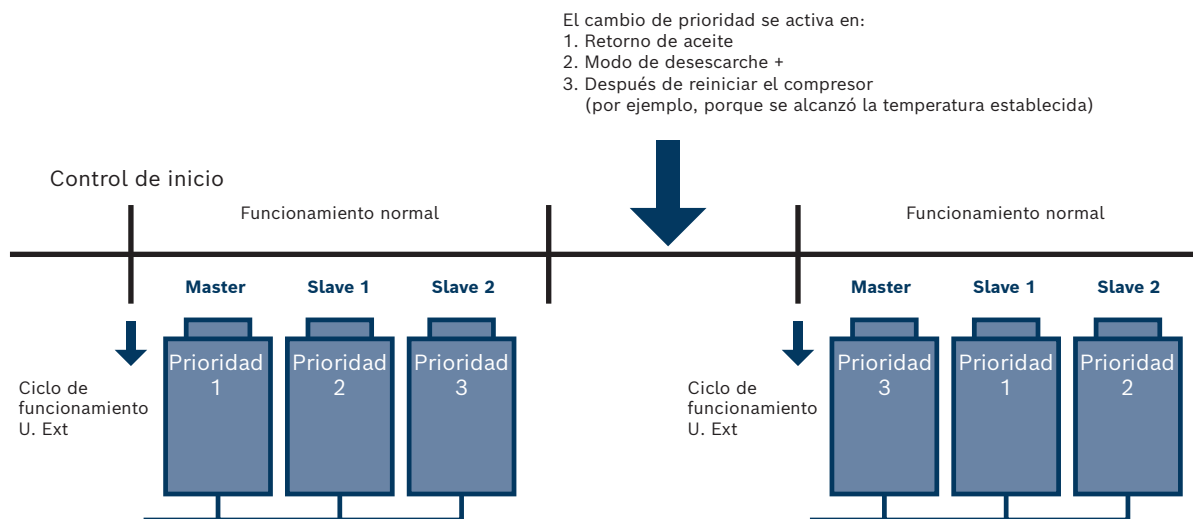 El cambio de prioridad se activa en:
1. Retorno de aceite
2. Modo de desescarche +
3. Después de reiniciar el compresor
(por ejemplo, porque se alcanzó la temperatura establecida)
Control de inicio
Funcionamiento normal
Funcionamiento normal
Master
Slave 1
Slave 2
Master
Slave 1
Slave 2
Prioridad
1
Prioridad
2
Prioridad
3
Prioridad
3
Prioridad
1
Prioridad
2
Ciclo de
funcionamiento
U. Ext
Ciclo de
funcionamiento
U. Ext